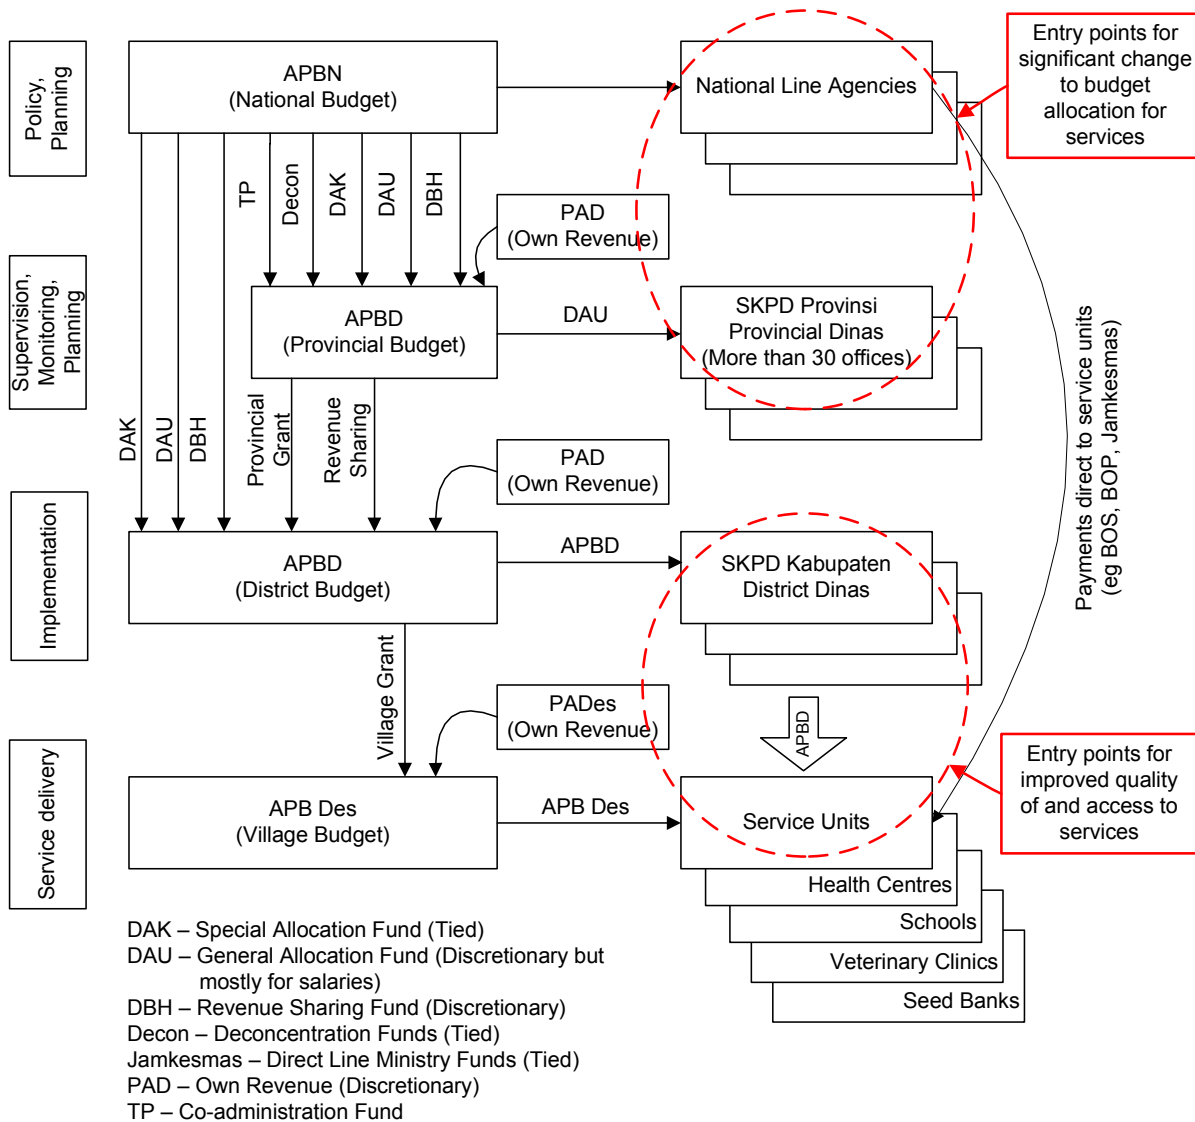 Policy,
Planning
APBN
(National Budget)
National Line Agencies
Entry points for
significant change
to budget
allocation for
services
TP
Decon
DAK
DAU
DBH
PAD
(Own Revenue)
Supervision,
Monitoring,
Planning
APBD
(Provincial Budget)
DAU
SKPD Provinsi
Provincial Dinas
(More than 30 offices)
Payments direct to service units
(eg BOS, BOP, Jamkesmas)
DAK
DAU
DBH
Provincial
Grant
Revenue
Sharing
PAD
(Own Revenue)
Implementation
APBD
(District Budget)
APBD
SKPD Kabupaten
District Dinas
Village Grant
PADes
(Own Revenue)
APBD
Entry points for
improved quality
of and access to
services
Service delivery
APB Des
(Village Budget)
APB Des
Service Units
Health Centres
Schools
Veterinary Clinics
Seed Banks
DAK – Special Allocation Fund (Tied)
DAU – General Allocation Fund (Discretionary but
mostly for salaries)
DBH – Revenue Sharing Fund (Discretionary)
Decon – Deconcentration Funds (Tied)
Jamkesmas – Direct Line Ministry Funds (Tied)
PAD – Own Revenue (Discretionary)
TP – Co-administration Fund